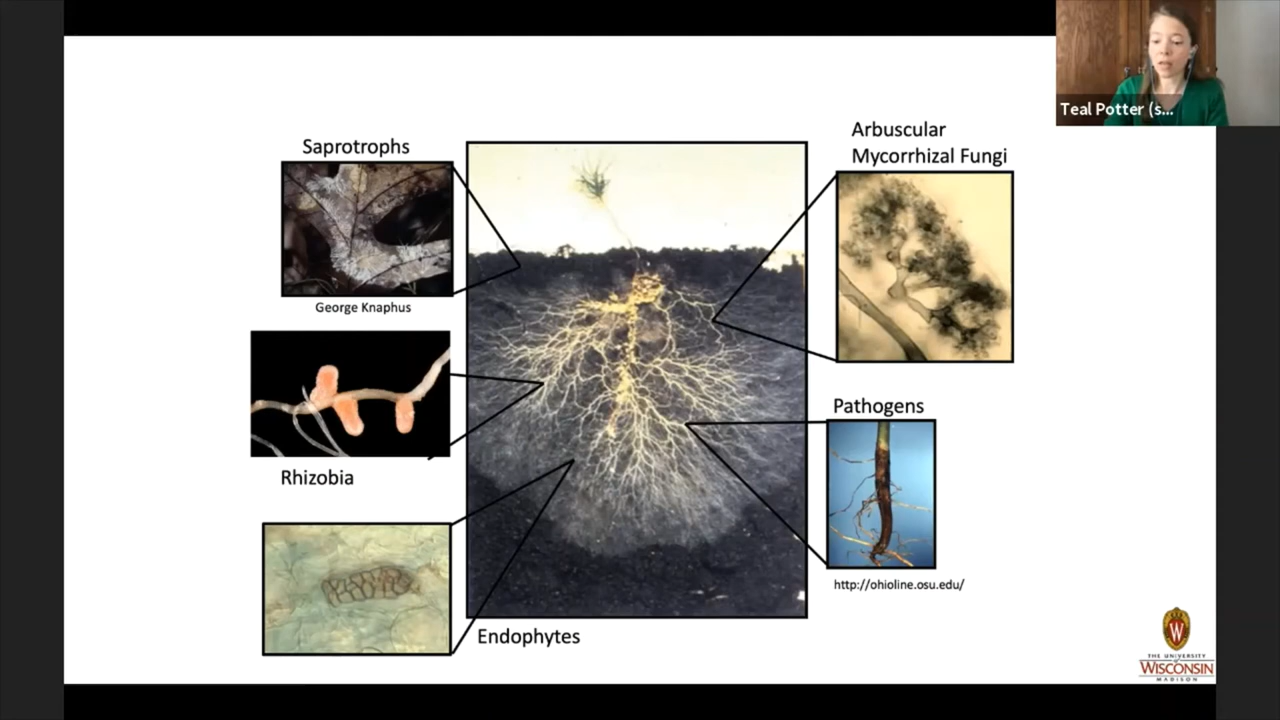 Teal Potter (s...
Saprotrophs
George Knaphus
Rhizobia
Endophytes
Arbuscular
Mycorrhizal Fungi
Pathogens
http://ohioline.osu.edu/
W
THE UNIVERSITY
of
WISCONSIN
MADISON